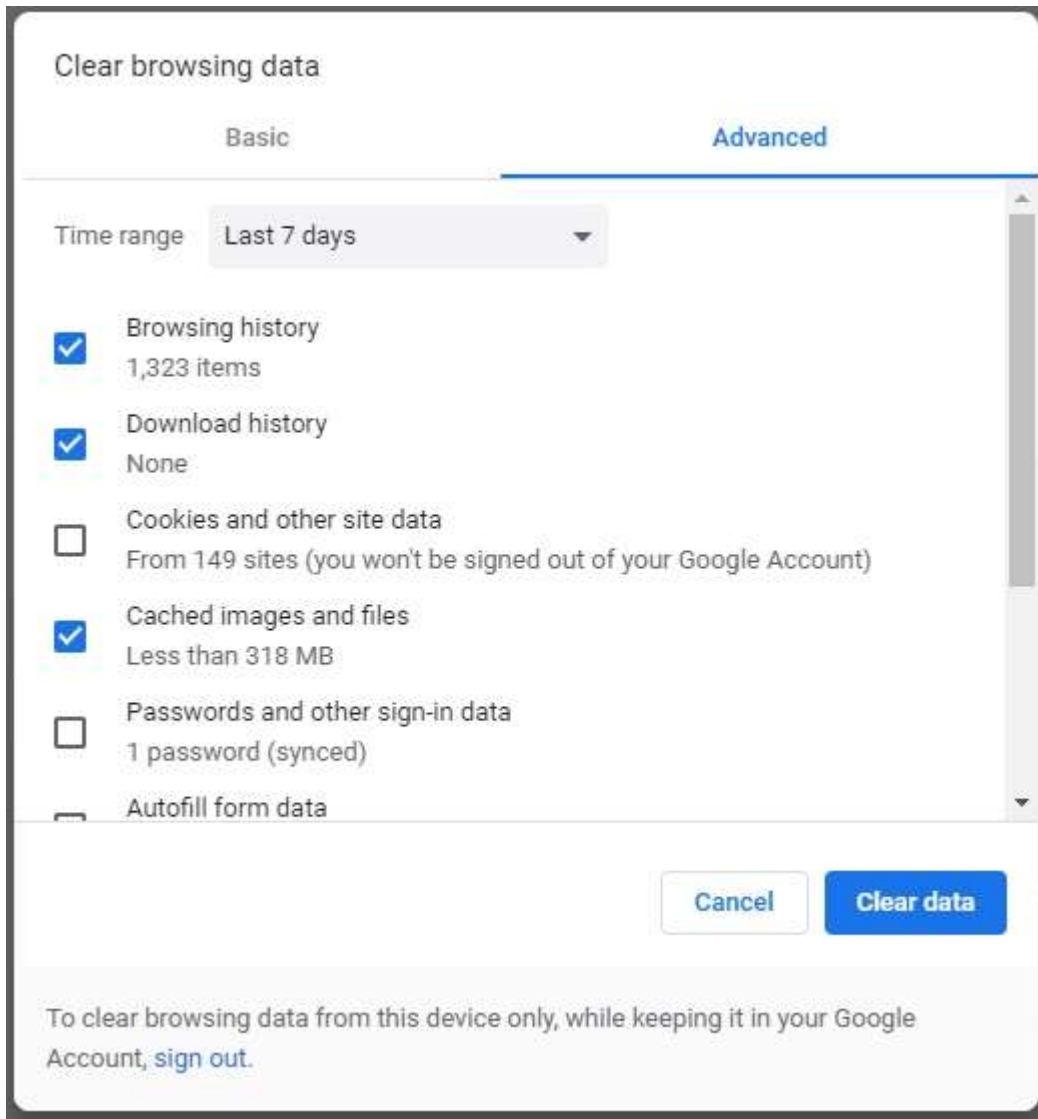 Clear browsing data
Basic
Advanced
Time range
Last 7 days
Browsing history
1,323 items
Download history
None
Cookies and other site data
From 149 sites (you won't be signed out of your Google Account)
Cached images and files
Less than 318 MB
Passwords and other sign-in data
1 password (synced)
Autofill form data
Cancel
Clear data
To clear browsing data from this device only, while keeping it in your Google
Account, sign out.